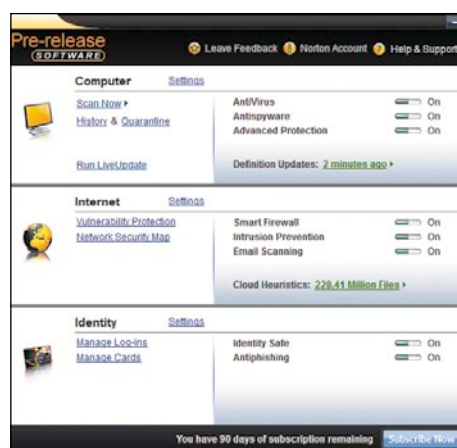 Pre-release
(SOFTWARE)
Leave Feedback Norton Account Help & Support
Computer Settings
Scan Now
History & Quarantine
Run LiveUpdate
AntiVirus On
Antispyware On
Advanced Protection On
Definition Updates: 2 minutes ago
Internet Settings
Vulnerability Protection
Network Security Map
Smart Firewall On
Intrusion Prevention On
Email Scanning On
Cloud Heuristics: 228.41 Million Files
Identity Settings
Manage Log-ins
Manage Cards
Identity Safe On
Antiphishing On
You have 90 days of subscription remaining Subscribe Now